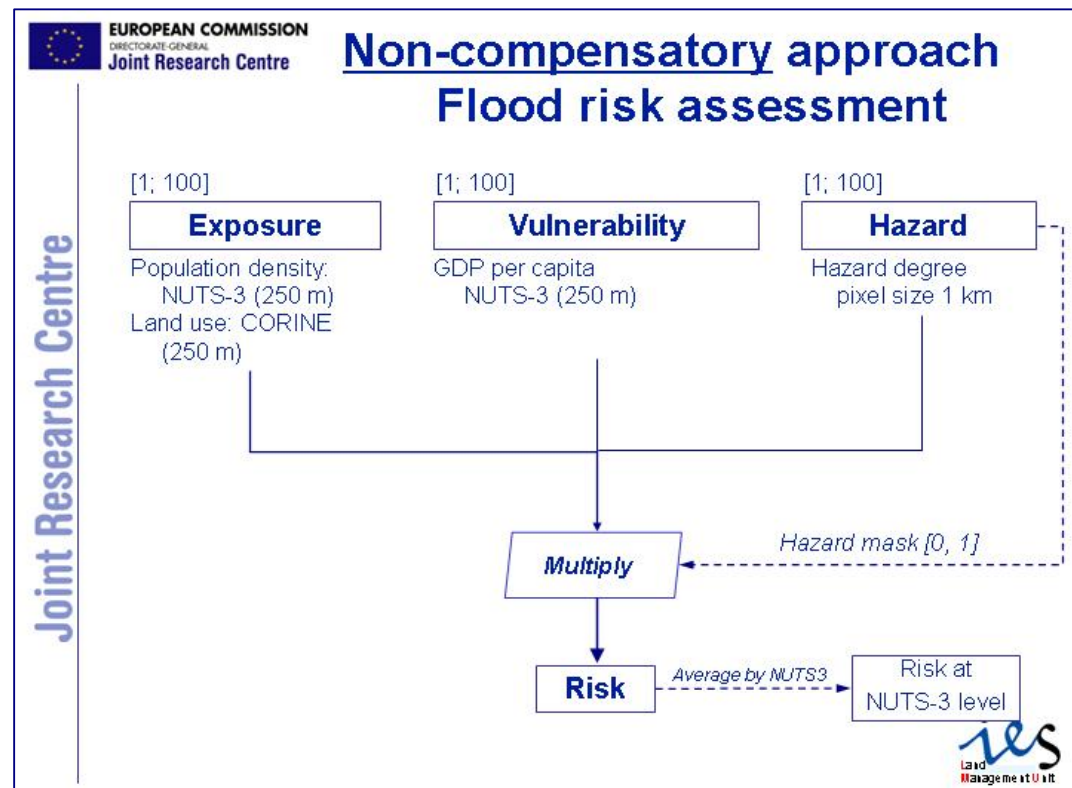 EUROPEAN COMMISSION
DIRECTORATE-GENERAL
Joint Research Centre
Non-compensatory approach
Flood risk assessment
Joint Research Centre
[1; 100]
Exposure
Population density:
NUTS-3 (250 m)
Land use: CORINE
(250 m)
[1; 100]
Vulnerability
GDP per capita
NUTS-3 (250 m)
[1; 100]
Hazard
Hazard degree
pixel size 1 km
Hazard mask [0, 1]
Multiply
Risk
Average by NUTS3
Risk at
NUTS-3 level
ies
Land
Management Unit